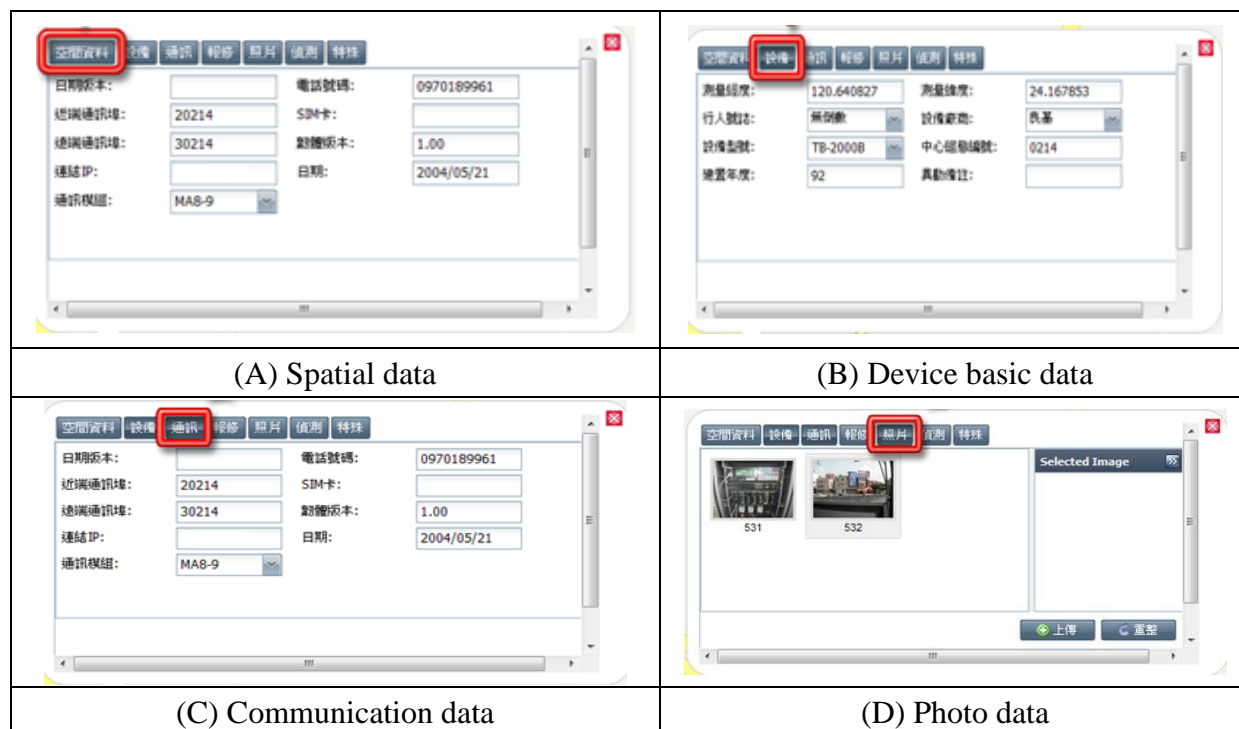 空間資料 設備 通訊 報修 照片 偵測 特殊
日期版本: 電話號碼: 0970189961
近端通訊埠: 20214 SIM卡:
遠端通訊埠: 30214 韌體版本: 1.00
連結IP: 日期: 2004/05/21
通訊模組: MA8-9
(A) Spatial data
空間資料 設備 通訊 報修 照片 偵測 特殊
測量經度: 120.640827 測量緯度: 24.167853
行人號誌: 無倒數 設備廠商: 良基
設備型號: TB-2000B 中心組態編號: 0214
建置年度: 92 異動備註:
(B) Device basic data
空間資料 設備 通訊 報修 照片 偵測 特殊
日期版本: 電話號碼: 0970189961
近端通訊埠: 20214 SIM卡:
遠端通訊埠: 30214 韌體版本: 1.00
連結IP: 日期: 2004/05/21
通訊模組: MA8-9
(C) Communication data
空間資料 設備 通訊 報修 照片 偵測 特殊
Selected Image
531 532
上傳 重整
(D) Photo data